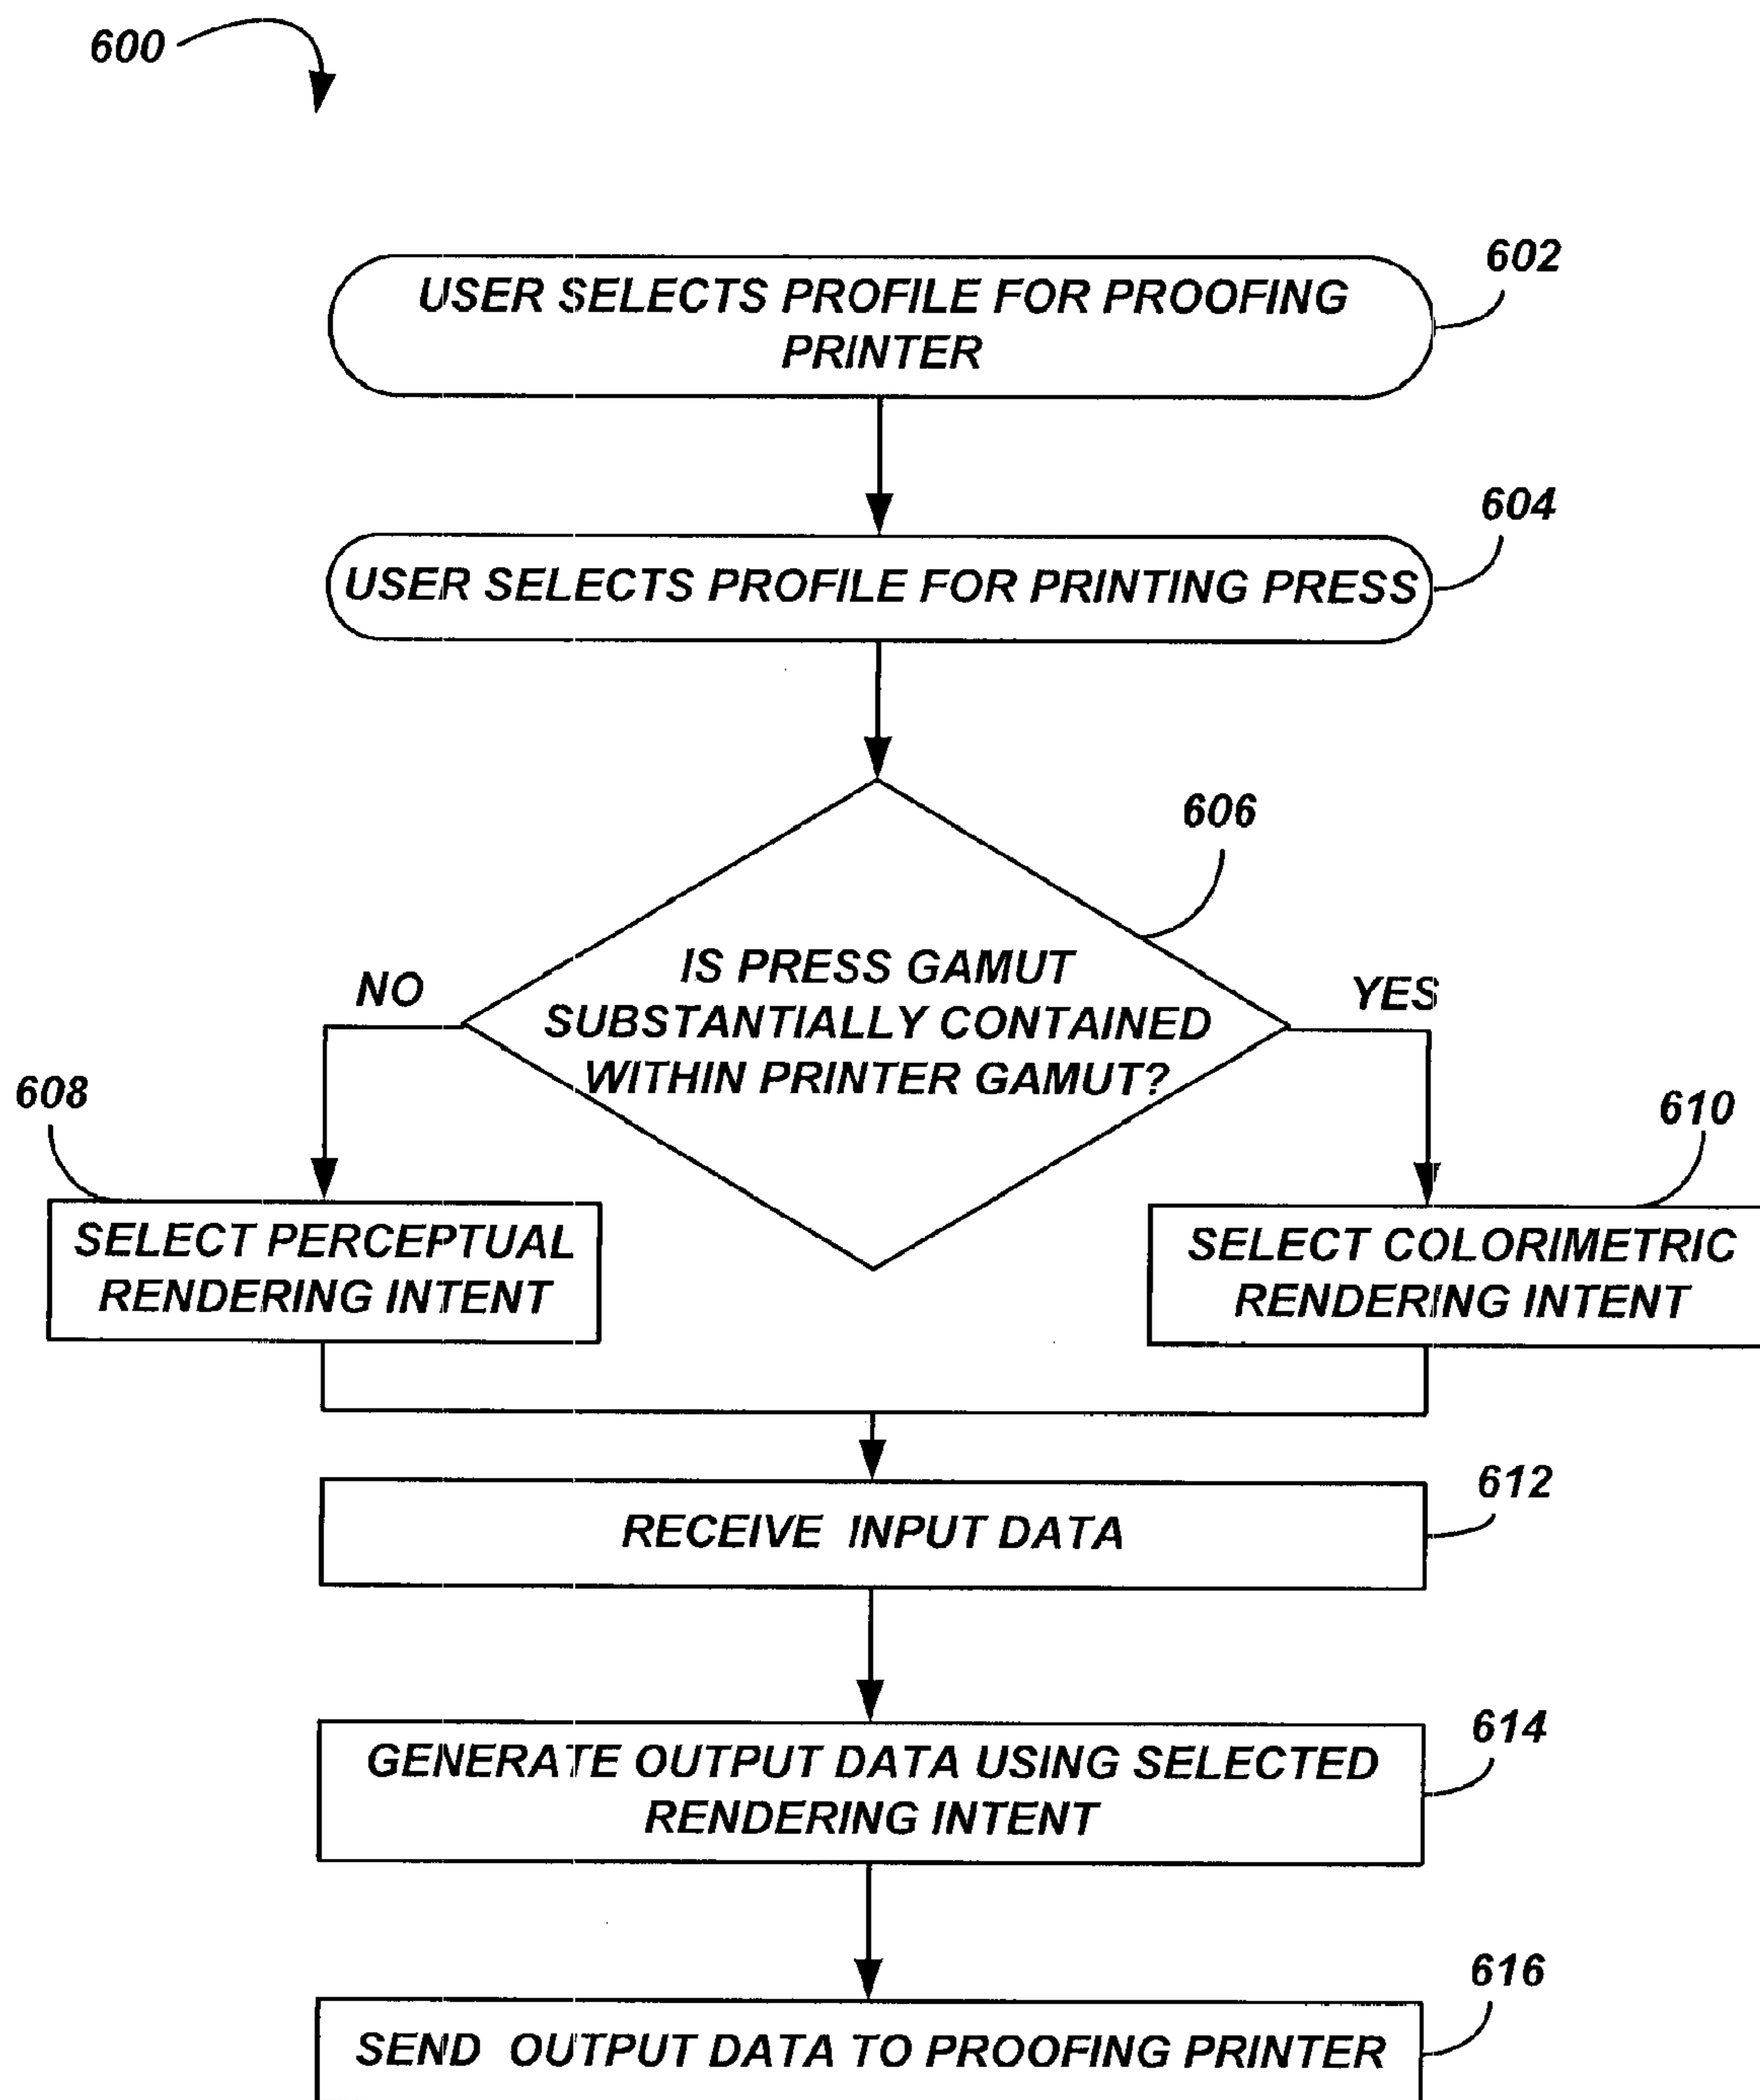 600
602
USER SELECTS PROFILE FOR PROOFING
PRINTER
604
USER SELECTS PROFILE FOR PRINTING PRESS
606
IS PRESS GAMUT
SUBSTANTIALLY CONTAINED
WITHIN PRINTER GAMUT?
NO
YES
608
610
SELECT PERCEPTUAL
RENDERING INTENT
SELECT COLORIMETRIC
RENDERING INTENT
612
RECEIVE INPUT DATA
614
GENERATE OUTPUT DATA USING SELECTED
RENDERING INTENT
616
SEND OUTPUT DATA TO PROOFING PRINTER